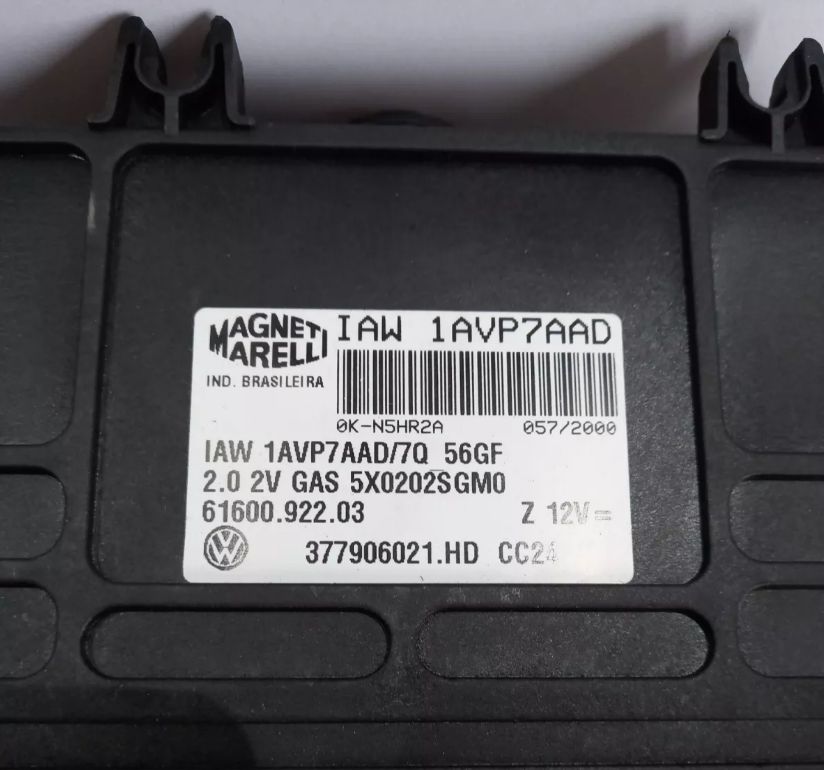 MAGNETI
MARELLI
IND. BRASILEIRA
IAW 1AVP7AAD
0K-N5HR2A 057/2000
IAW 1AVP7AAD/7Q 56GF
2.0 2V GAS 5X0202SGM0
61600.922.03 Z 12V=
377906021.HD CC24